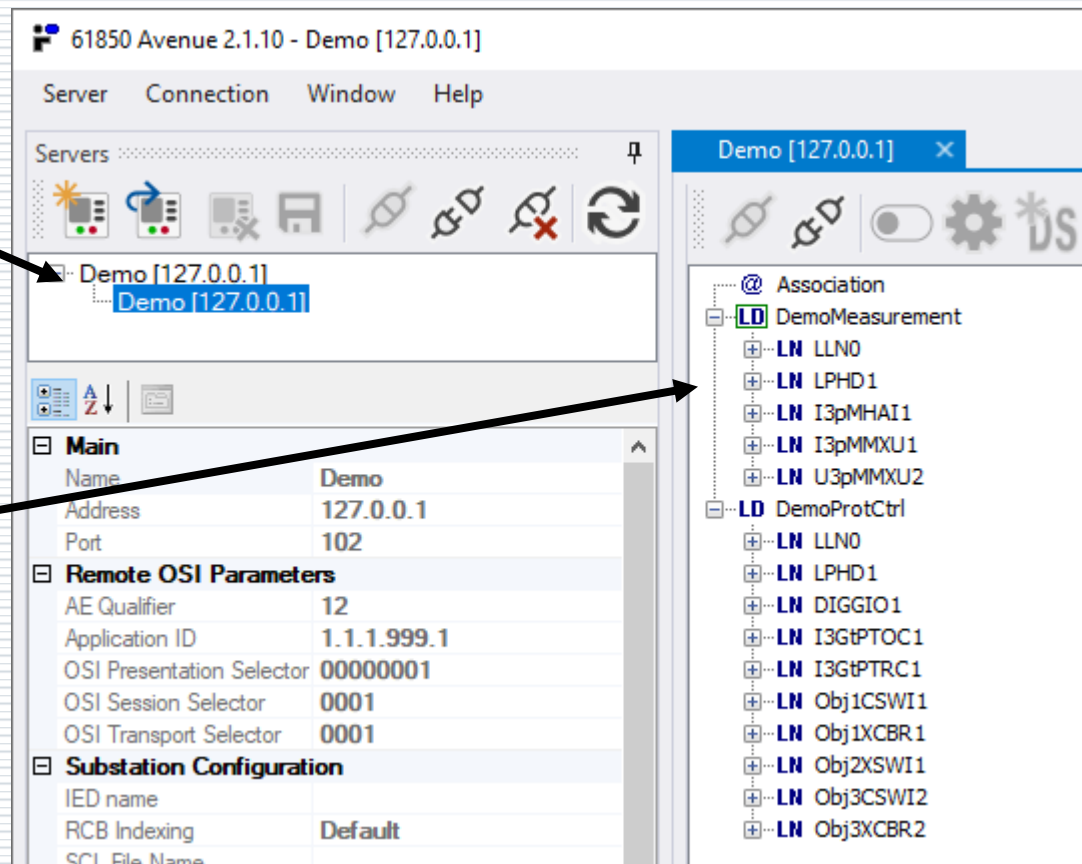 61850 Avenue 2.1.10 - Demo [127.0.0.1]
Server Connection Window Help
Servers
Demo [127.0.0.1]
Demo [127.0.0.1]
A
Z
Main
Name Demo
Address 127.0.0.1
Port 102
Remote OSI Parameters
AE Qualifier 12
Application ID 1.1.1.999.1
OSI Presentation Selector 00000001
OSI Session Selector 0001
OSI Transport Selector 0001
Substation Configuration
IED name
RCB Indexing Default
SCL File Name
Demo [127.0.0.1]
DS
@ Association
LD DemoMeasurement
LN LLN0
LN LPHD1
LN I3pMHAI1
LN I3pMMXU1
LN U3pMMXU2
LD DemoProtCtrl
LN LLN0
LN LPHD1
LN DIGGIO1
LN I3GtPTOC1
LN I3GtPTRC1
LN Obj1CSWI1
LN Obj1XCBR1
LN Obj2XSWI1
LN Obj3CSWI2
LN Obj3XCBR2